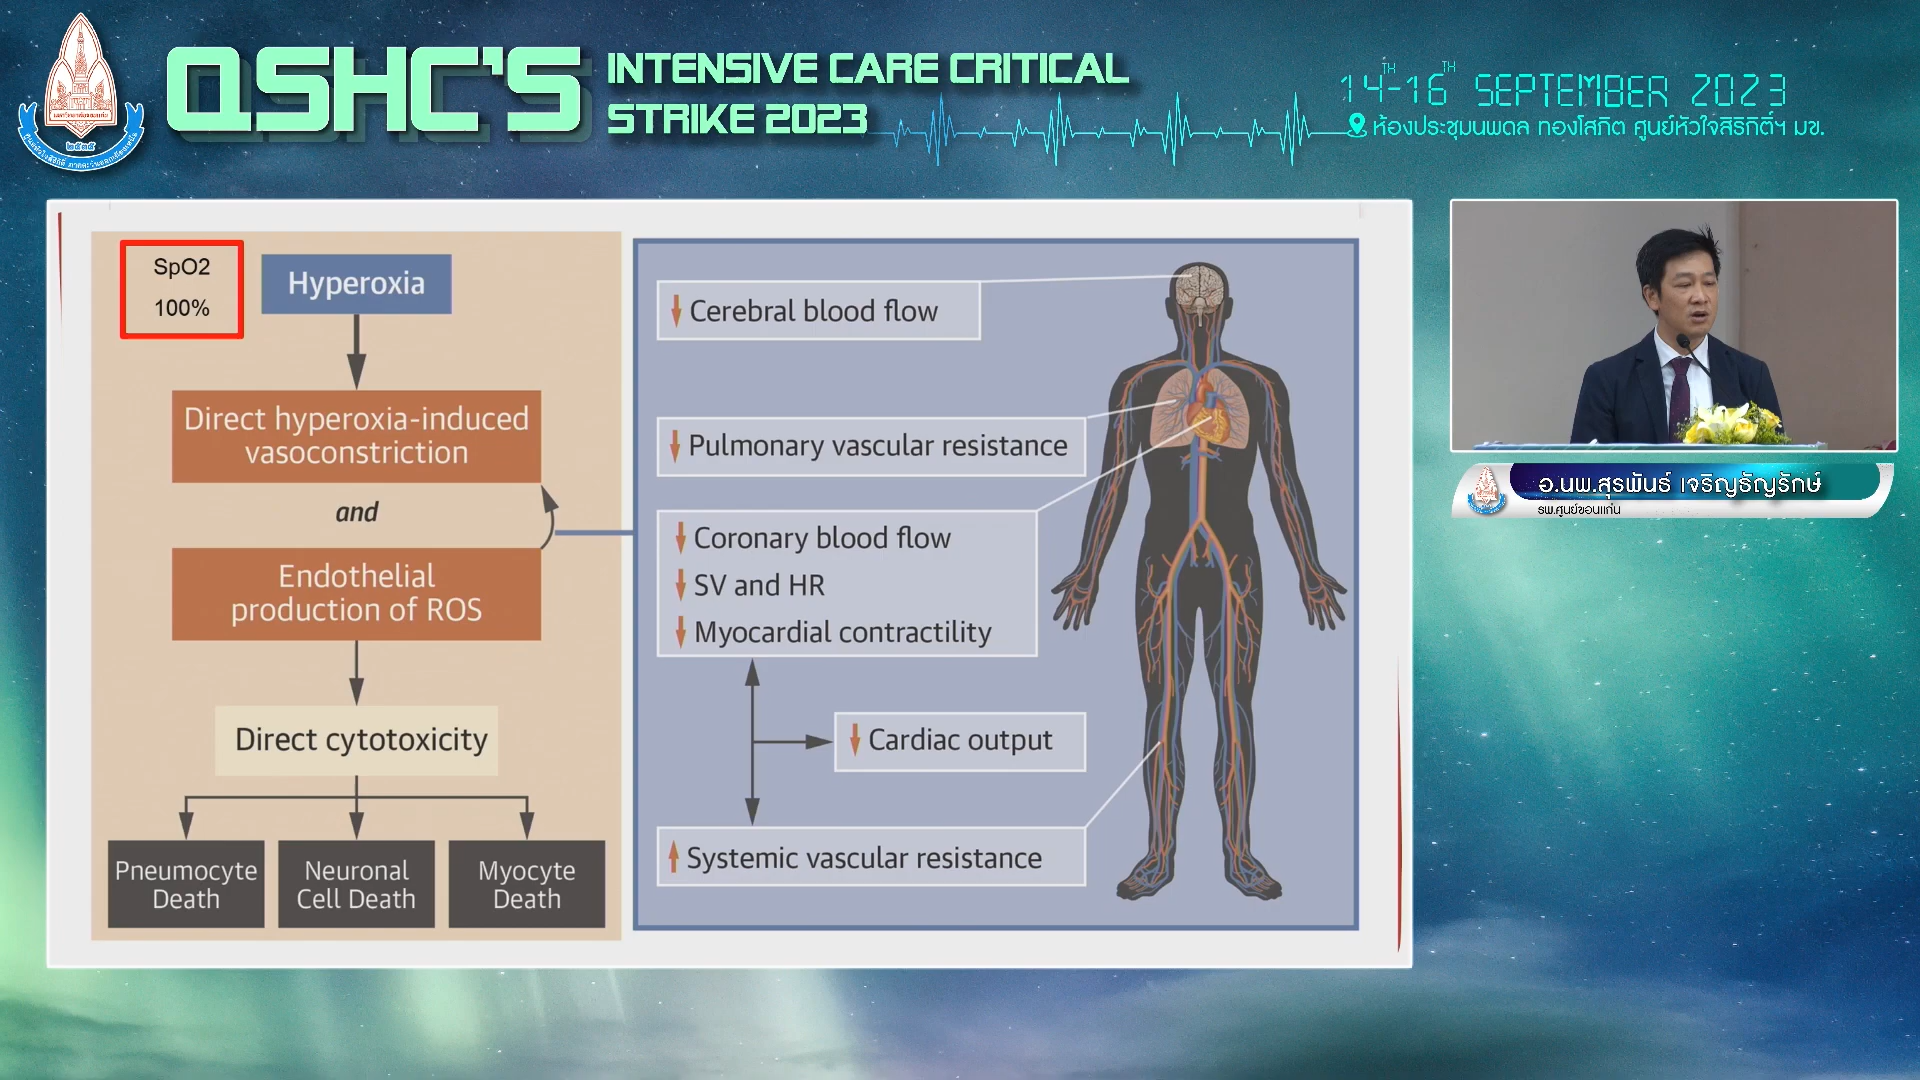 QSHC'S
INTENSIVE CARE CRITICAL
STRIKE 2023
14TH-16TH SEPTEMBER 2023
ห้องประชุมนพดล ทองโสภิต ศูนย์หัวใจสิริกิติ์ฯ มข.
SpO2
100%
Hyperoxia
Direct hyperoxia-induced
vasoconstriction
and
Endothelial
production of ROS
Direct cytotoxicity
Pneumocyte
Death
Neuronal
Cell Death
Myocyte
Death
Cerebral blood flow
Pulmonary vascular resistance
Coronary blood flow
SV and HR
Myocardial contractility
Cardiac output
Systemic vascular resistance
อ.นพ.สุรพันธ์ เจริญธัญรักษ์
รพ.ศูนย์ขอนแก่น